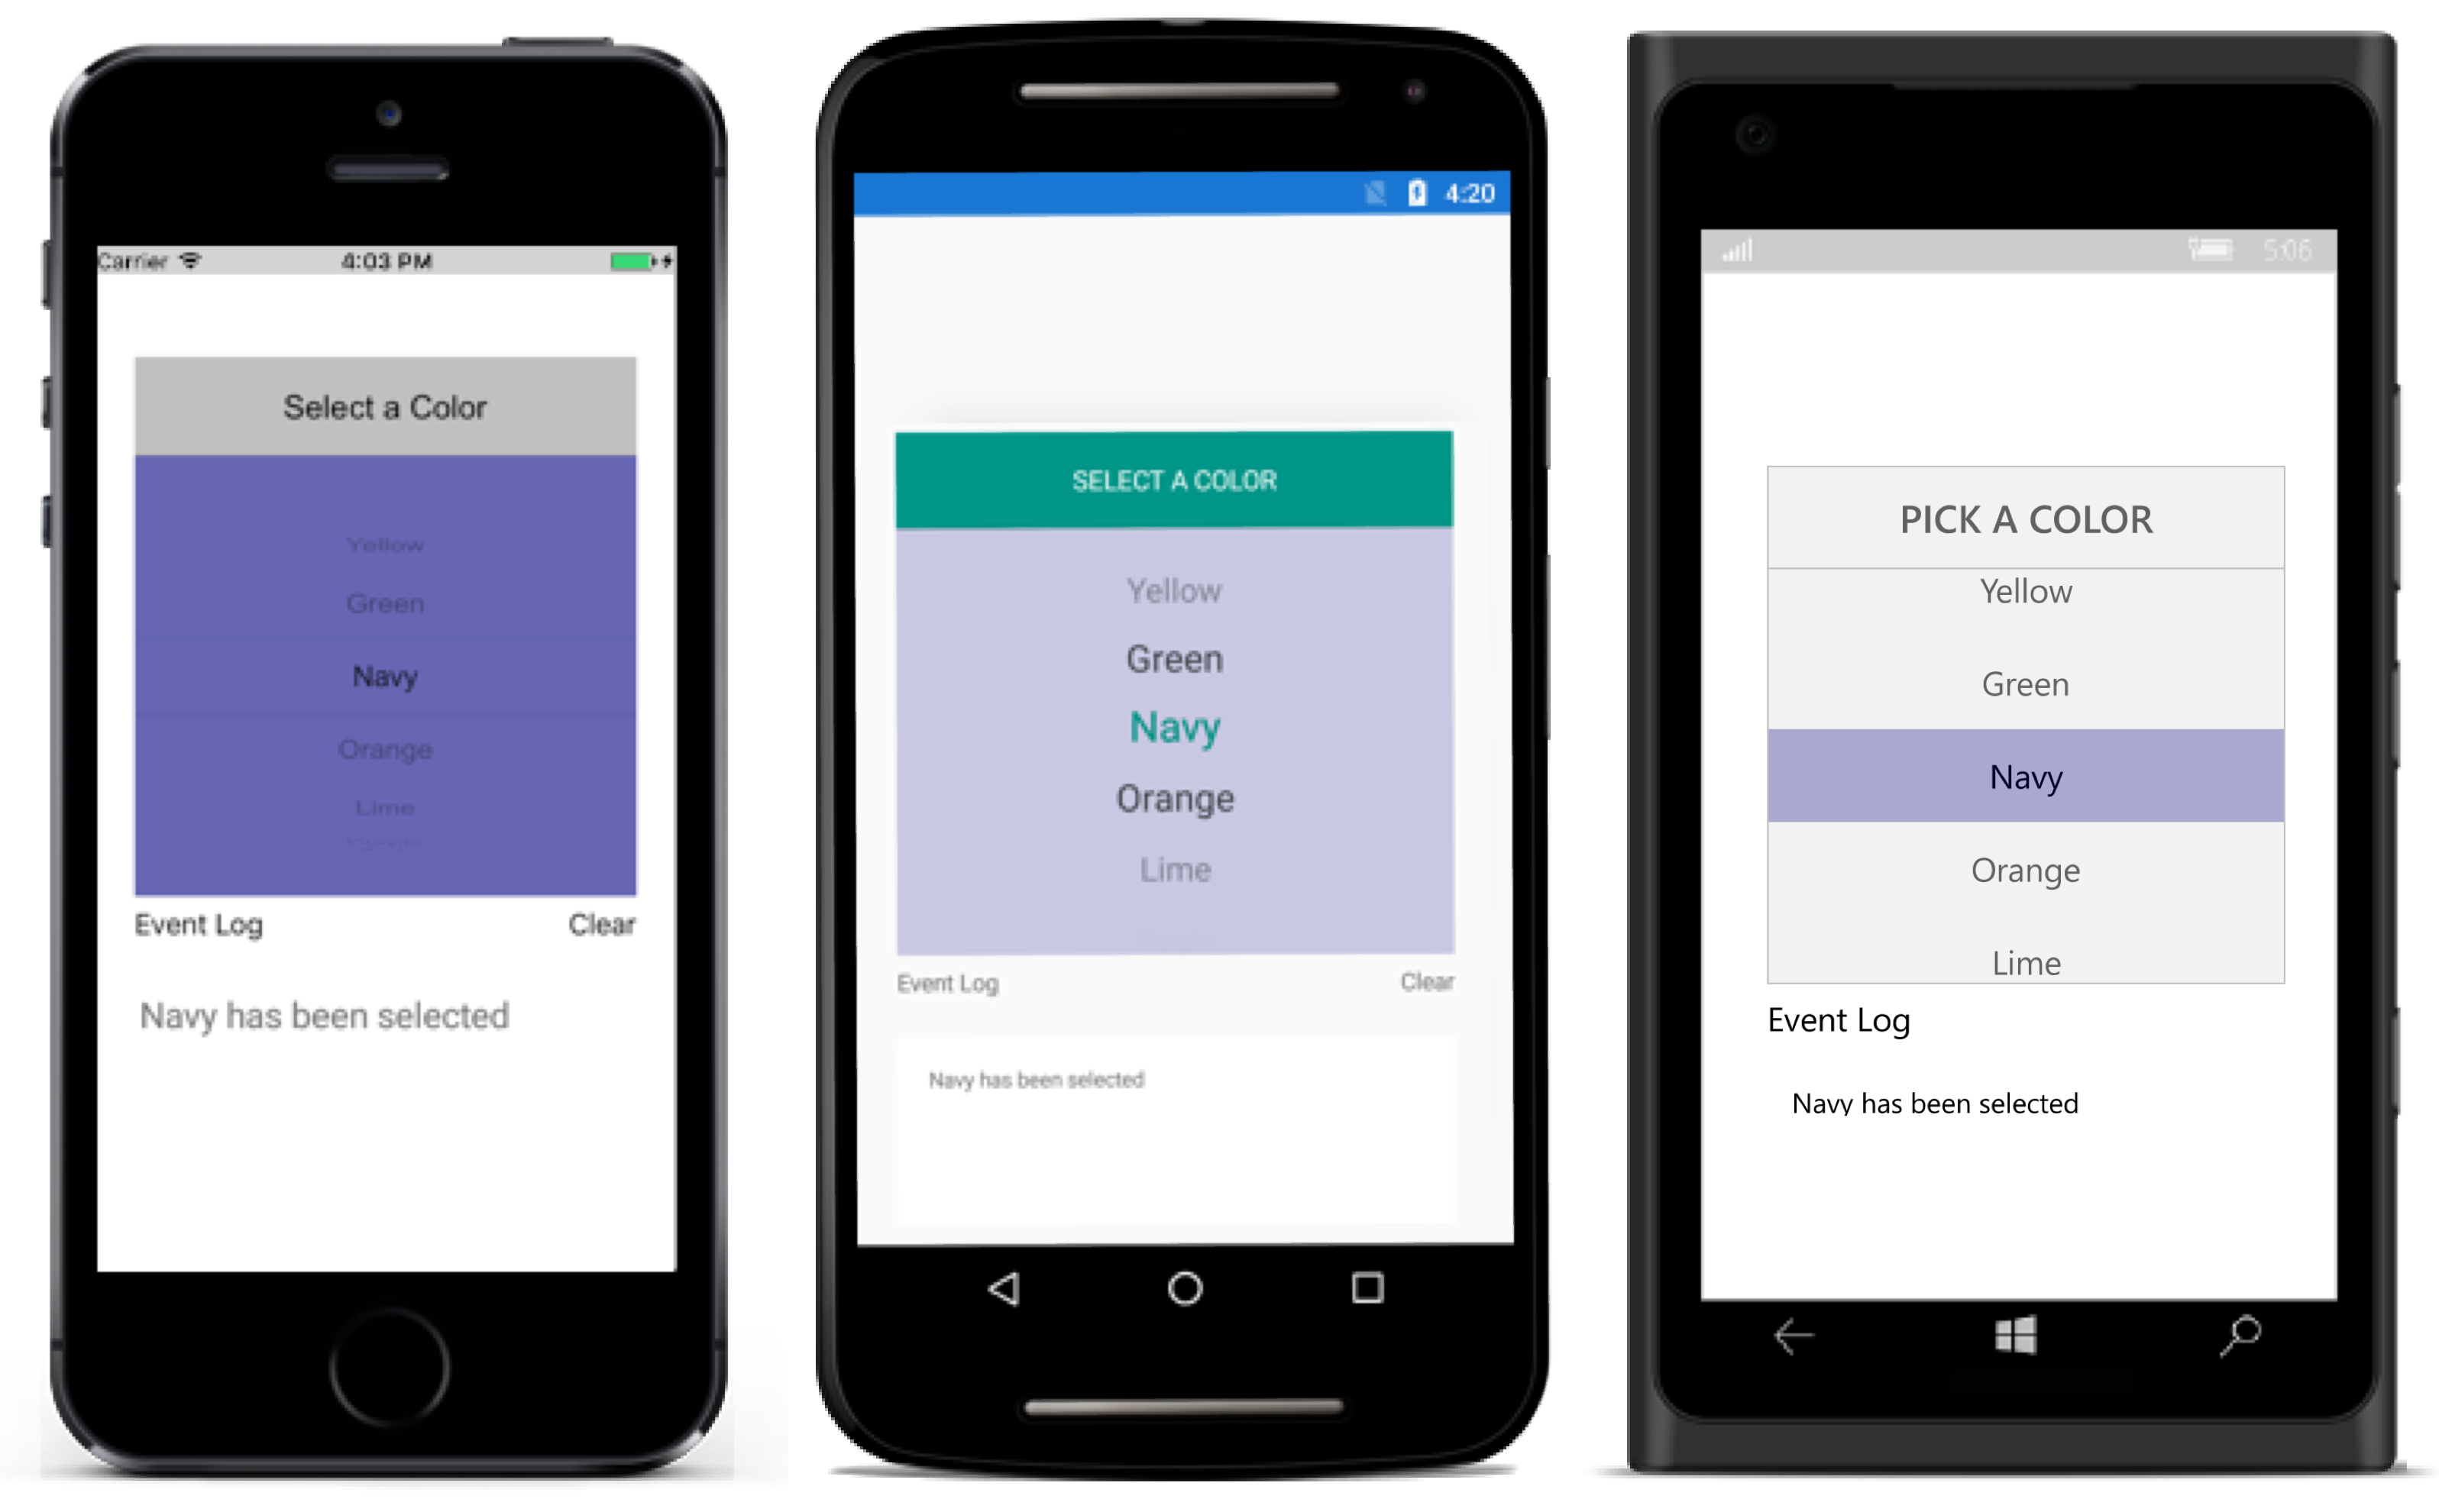 Carrier
4:03 PM
Select a Color
Yellow
Green
Navy
Orange
Lime
Event Log
Clear
Navy has been selected
4:20
SELECT A COLOR
Yellow
Green
Navy
Orange
Lime
Event Log
Clear
Navy has been selected
5:06
PICK A COLOR
Yellow
Green
Navy
Orange
Lime
Event Log
Navy has been selected